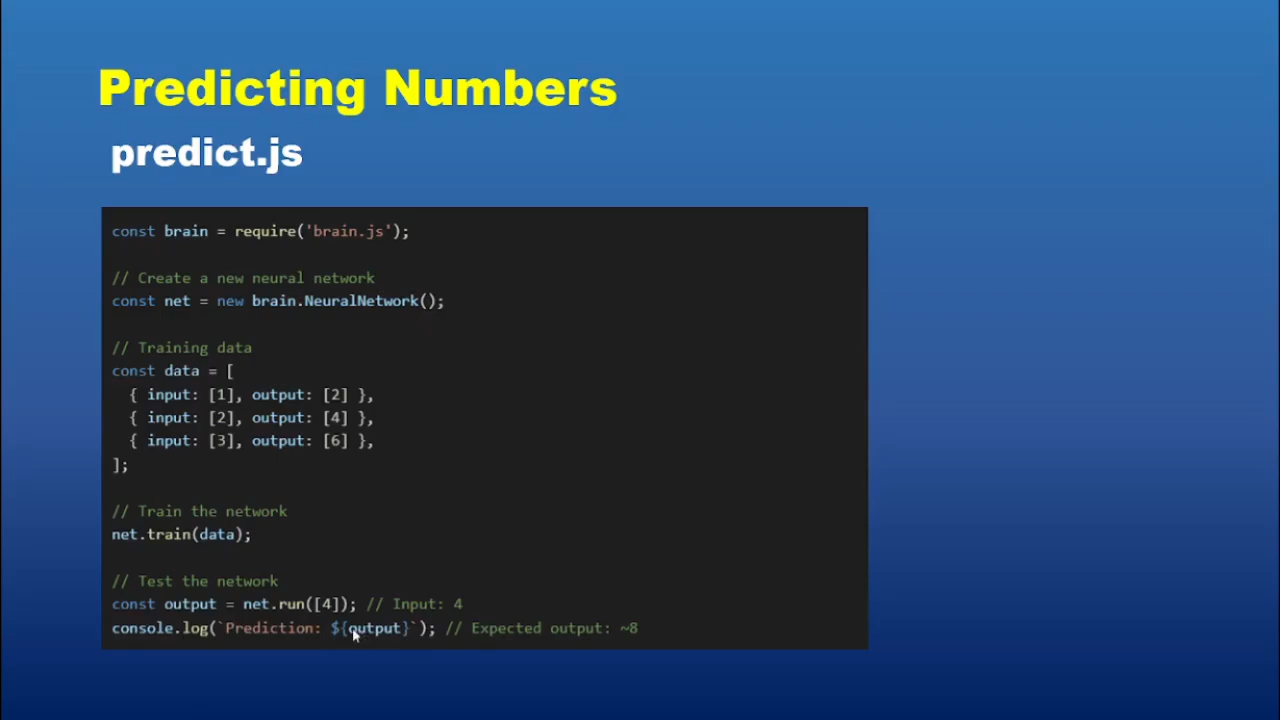 Predicting Numbers
predict.js
const brain = require('brain.js');
// Create a new neural network
const net = new brain.NeuralNetwork();
// Training data
const data = [
  { input: [1], output: [2] },
  { input: [2], output: [4] },
  { input: [3], output: [6] },
];
// Train the network
net.train(data);
// Test the network
const output = net.run([4]); // Input: 4
console.log(`Prediction: ${output}`); // Expected output: ~8